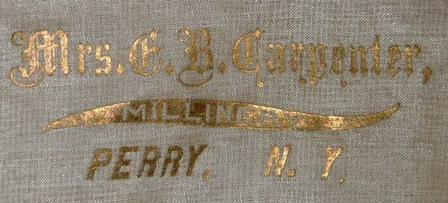 Mrs. E. B. Carpenter,
MILLINERY
PERRY, N. Y.